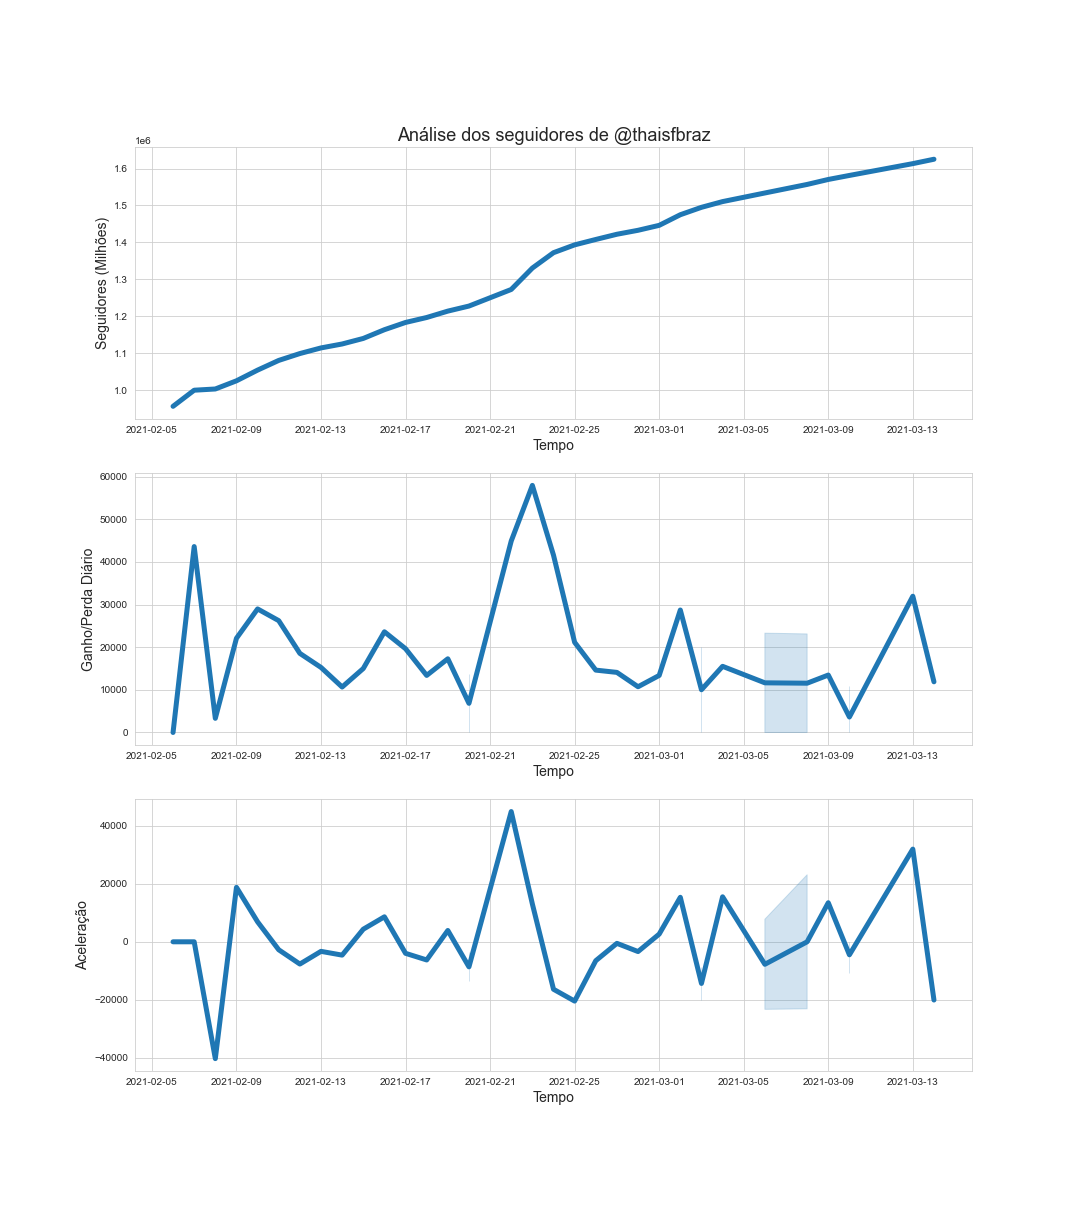 Análise dos seguidores de @thaisfbraz
1e6
Seguidores (Milhões)
1.6
1.5
1.4
1.3
1.2
1.1
1.0
2021-02-05 2021-02-09 2021-02-13 2021-02-17 2021-02-21 2021-02-25 2021-03-01 2021-03-05 2021-03-09 2021-03-13
Tempo
Ganho/Perda Diário
60000
50000
40000
30000
20000
10000
0
2021-02-05 2021-02-09 2021-02-13 2021-02-17 2021-02-21 2021-02-25 2021-03-01 2021-03-05 2021-03-09 2021-03-13
Tempo
Aceleração
40000
20000
0
−20000
−40000
2021-02-05 2021-02-09 2021-02-13 2021-02-17 2021-02-21 2021-02-25 2021-03-01 2021-03-05 2021-03-09 2021-03-13
Tempo